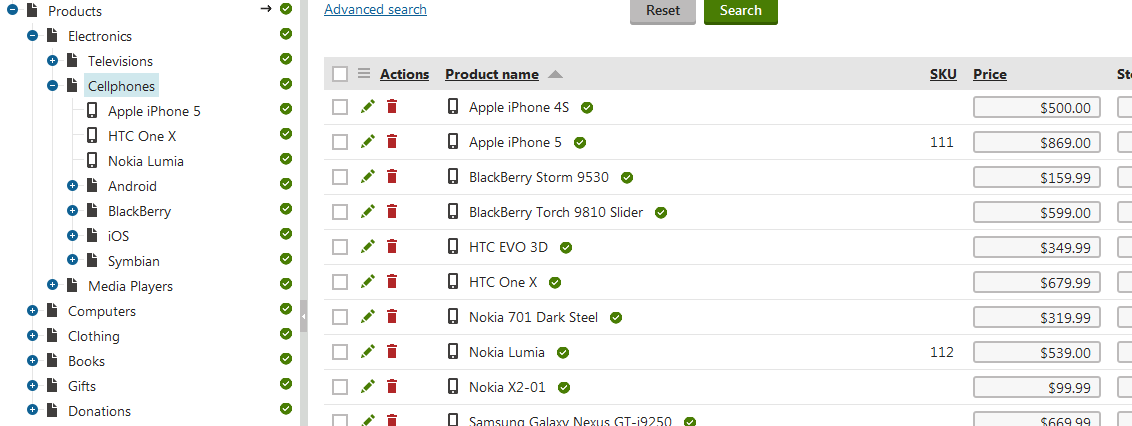 Products
Electronics
Televisions
Cellphones
Apple iPhone 5
HTC One X
Nokia Lumia
Android
BlackBerry
iOS
Symbian
Media Players
Computers
Clothing
Books
Gifts
Donations
Advanced search
Reset Search
Actions Product name SKU Price
Apple iPhone 4S $500.00
Apple iPhone 5 111 $869.00
BlackBerry Storm 9530 $159.99
BlackBerry Torch 9810 Slider $599.00
HTC EVO 3D $349.99
HTC One X $679.99
Nokia 701 Dark Steel $319.99
Nokia Lumia 112 $539.00
Nokia X2-01 $99.99
Samsung Galaxy Nexus GT-i9250 $669.99